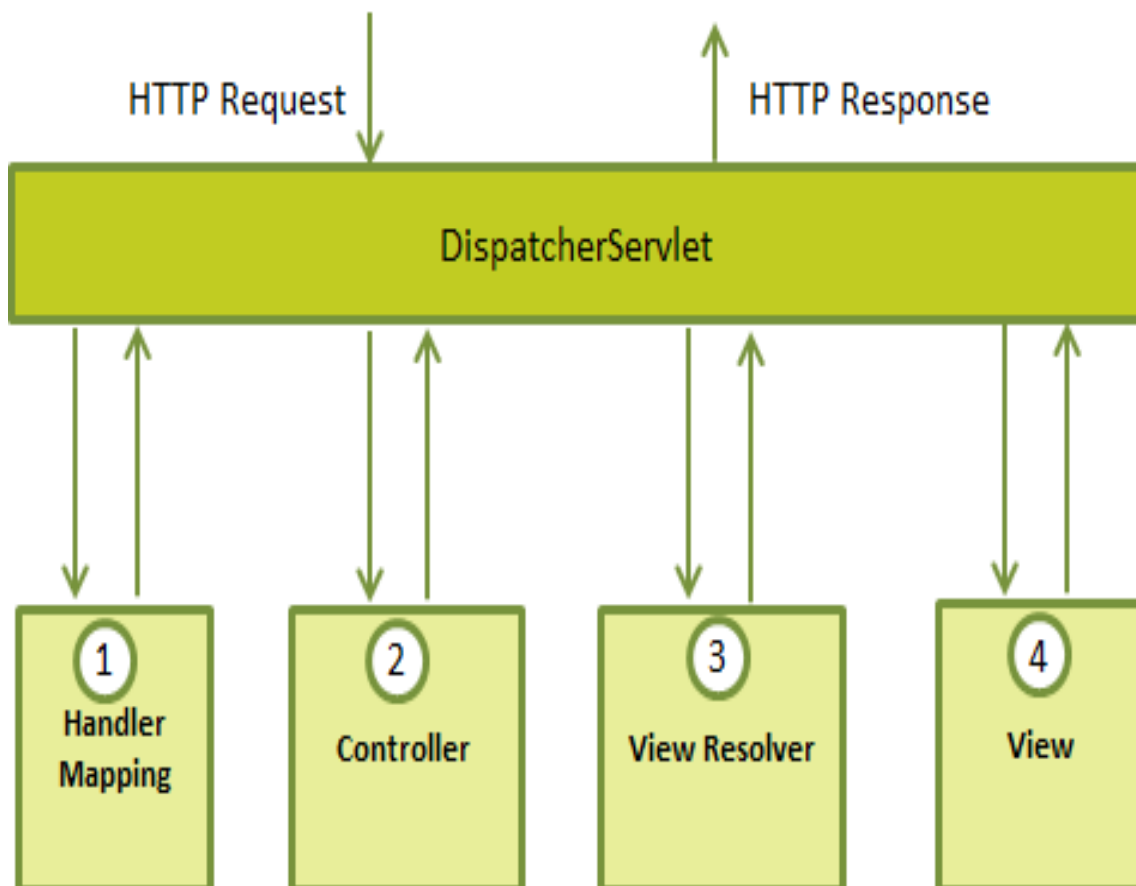 HTTP Request
HTTP Response
DispatcherServlet
1
Handler
Mapping
2
Controller
3
View Resolver
4
View